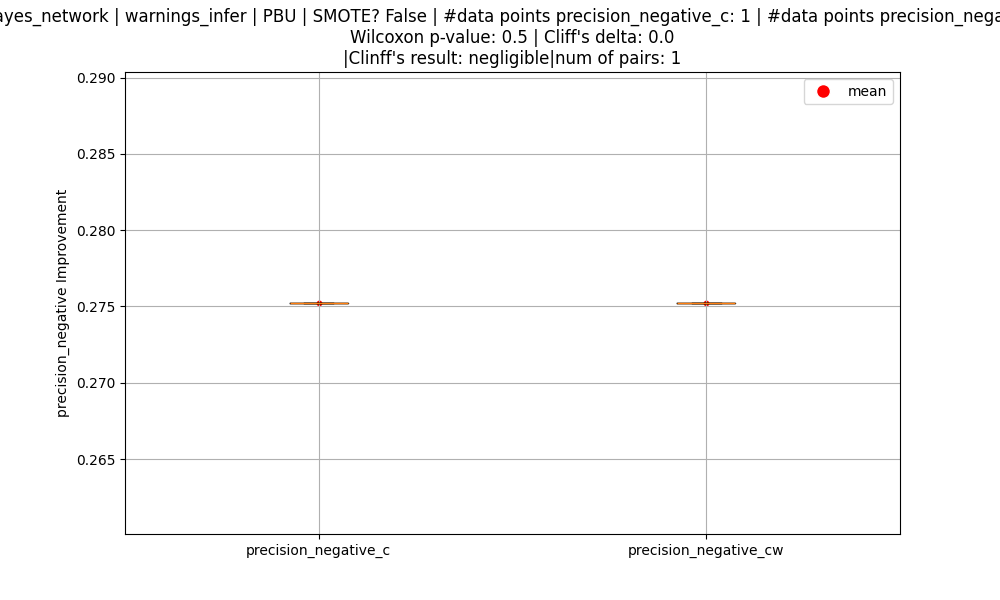 ayes_network | warnings_infer | PBU | SMOTE? False | #data points precision_negative_c: 1 | #data points precision_nega
Wilcoxon p-value: 0.5 | Cliff's delta: 0.0
|Clinff's result: negligible|num of pairs: 1
mean
0.290
0.285
0.280
0.275
0.270
0.265
precision_negative Improvement
precision_negative_c
precision_negative_cw